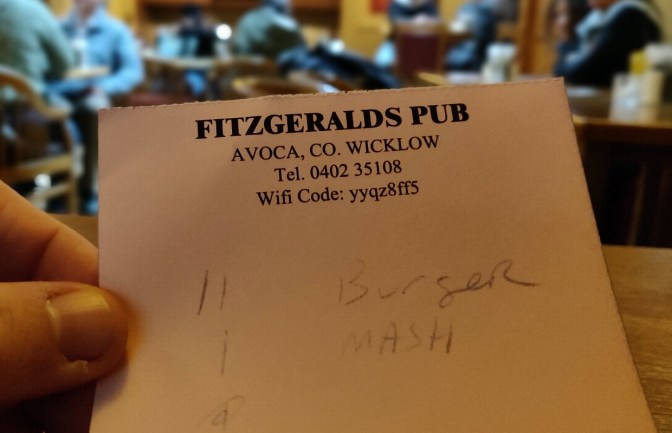 FITZGERALDS PUB
AVOCA, CO. WICKLOW
Tel. 0402 35108
Wifi Code: yyqz8ff5
11 Burger
1 MASH